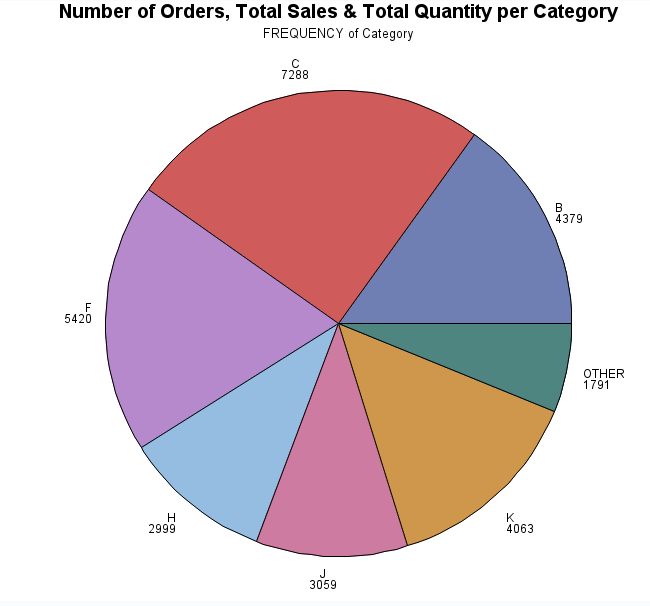 Number of Orders, Total Sales & Total Quantity per Category
FREQUENCY of Category
C
7288
B
4379
F
5420
OTHER
1791
H
2999
K
4063
J
3059